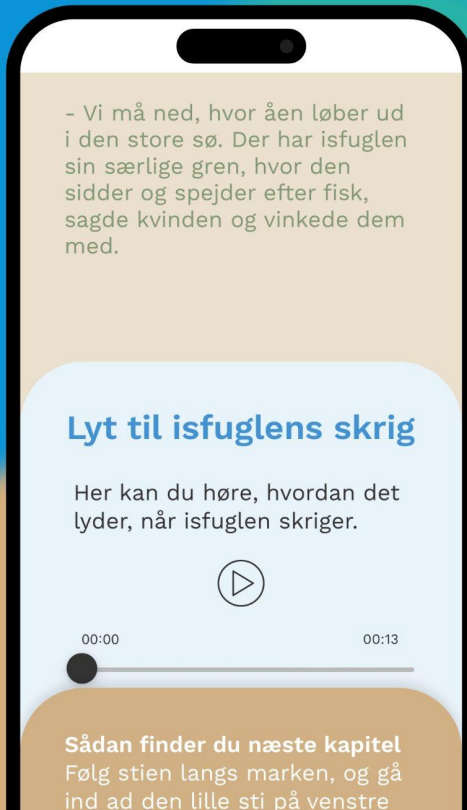 - Vi må ned, hvor åen løber ud
i den store sø. Der har isfuglen
sin særlige gren, hvor den
sidder og spejder efter fisk,
sagde kvinden og vinkede dem
med.
Lyt til isfuglens skrig
Her kan du høre, hvordan det
lyder, når isfuglen skriger.
00:00
00:13
Sådan finder du næste kapitel
Følg stien langs marken, og gå
ind ad den lille sti på venstre